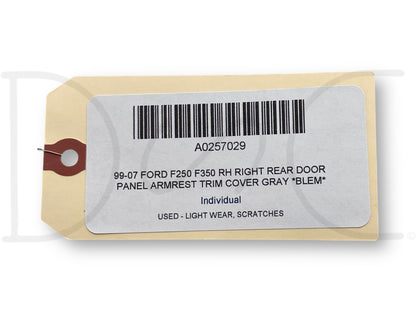 A0257029
99-07 FORD F250 F350 RH RIGHT REAR DOOR
PANEL ARMREST TRIM COVER GRAY *BLEM*
Individual
USED - LIGHT WEAR, SCRATCHES